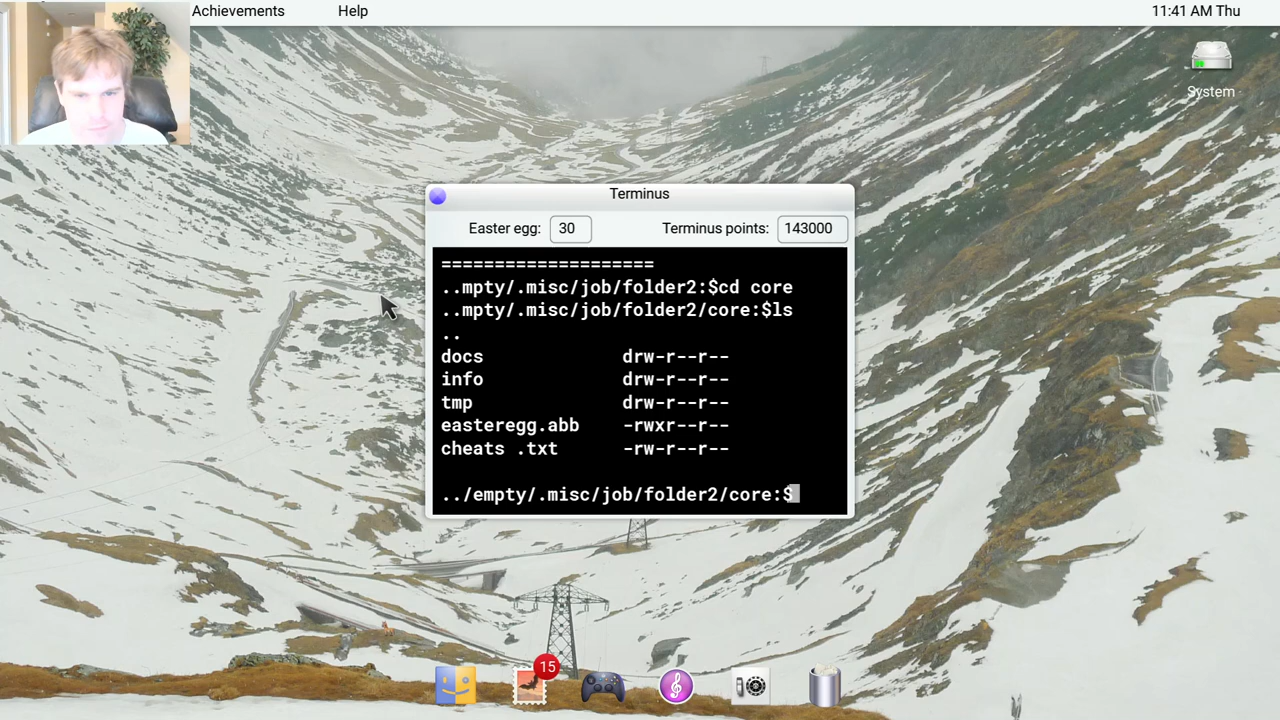 Achievements Help 11:41 AM Thu
System
Terminus
Easter egg: 30 Terminus points: 143000
=====================
..mpty/.misc/job/folder2:$cd core
..mpty/.misc/job/folder2/core:$ls
..
docs drw-r--r--
info drw-r--r--
tmp drw-r--r--
easteregg.abb -rwxr--r--
cheats .txt -rw-r--r--
../empty/.misc/job/folder2/core:$
15